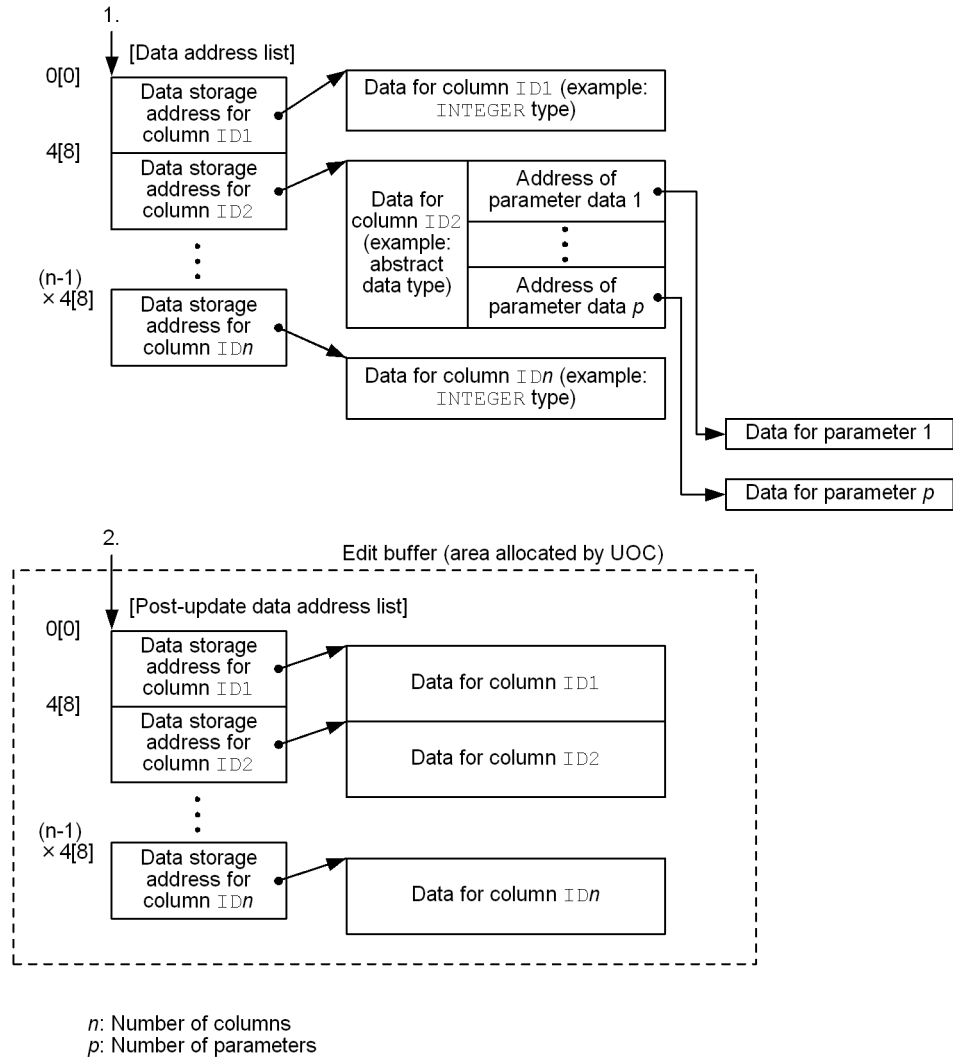 1.
[Data address list]
0[0]
Data storage
address for
column ID1
4[8]
Data storage
address for
column ID2
(n-1)
× 4[8]
Data storage
address for
column IDn
Data for column ID1 (example:
INTEGER type)
Data for
column ID2
(example:
abstract
data type)
Address of
parameter data 1
Address of
parameter data p
Data for column IDn (example:
INTEGER type)
Data for parameter 1
Data for parameter p
2.
Edit buffer (area allocated by UOC)
[Post-update data address list]
0[0]
Data storage
address for
column ID1
4[8]
Data storage
address for
column ID2
(n-1)
× 4[8]
Data storage
address for
column IDn
Data for column ID1
Data for column ID2
Data for column IDn
n: Number of columns
p: Number of parameters